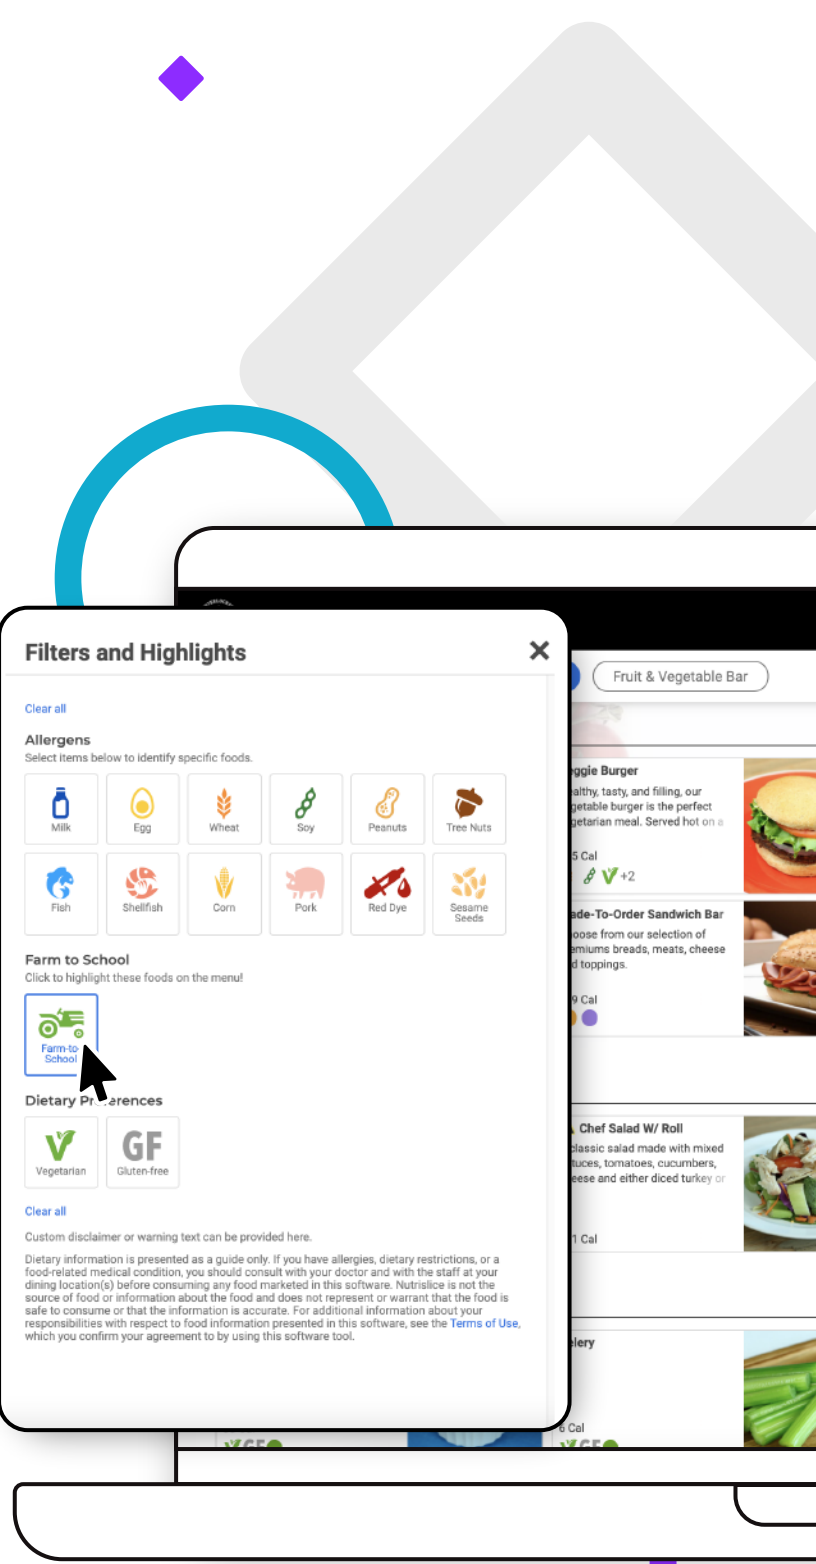 Filters and Highlights
Clear all
Allergens
Select items below to identify specific foods.
Milk
Egg
Wheat
Soy
Peanuts
Tree Nuts
Fish
Shellfish
Corn
Pork
Red Dye
Sesame
Seeds
Farm to School
Click to highlight these foods on the menu!
Farm-to-
School
Dietary Pr erences
Vegetarian
GF
Gluten-free
Clear all
Custom disclaimer or warning text can be provided here.
Dietary information is presented as a guide only. If you have allergies, dietary restrictions, or a
food-related medical condition, you should consult with your doctor and with the staff at your
dining location(s) before consuming any food marketed in this software. Nutrislice is not the
source of food or information about the food and does not represent or warrant that the food is
safe to consume or that the information is accurate. For additional information about your
responsibilities with respect to food information presented in this software, see the Terms of Use,
which you confirm your agreement to by using this software tool.
Fruit & Vegetable Bar
eggie Burger
ealthy, tasty, and filling, our
getable burger is the perfect
getarian meal. Served hot on a
5 Cal
+2
ade-To-Order Sandwich Bar
oose from our selection of
emiums breads, meats, cheese
d toppings.
9 Cal
Chef Salad W/ Roll
classic salad made with mixed
tuces, tomatoes, cucumbers,
eese and either diced turkey or
1 Cal
elery
6 Cal